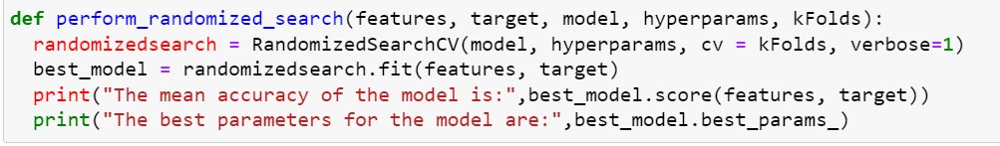 def perform_randomized_search(features, target, model, hyperparams, kFolds):
  randomizedsearch = RandomizedSearchCV(model, hyperparams, cv = kFolds, verbose=1)
  best_model = randomizedsearch.fit(features, target)
  print("The mean accuracy of the model is:",best_model.score(features, target))
  print("The best parameters for the model are:",best_model.best_params_)